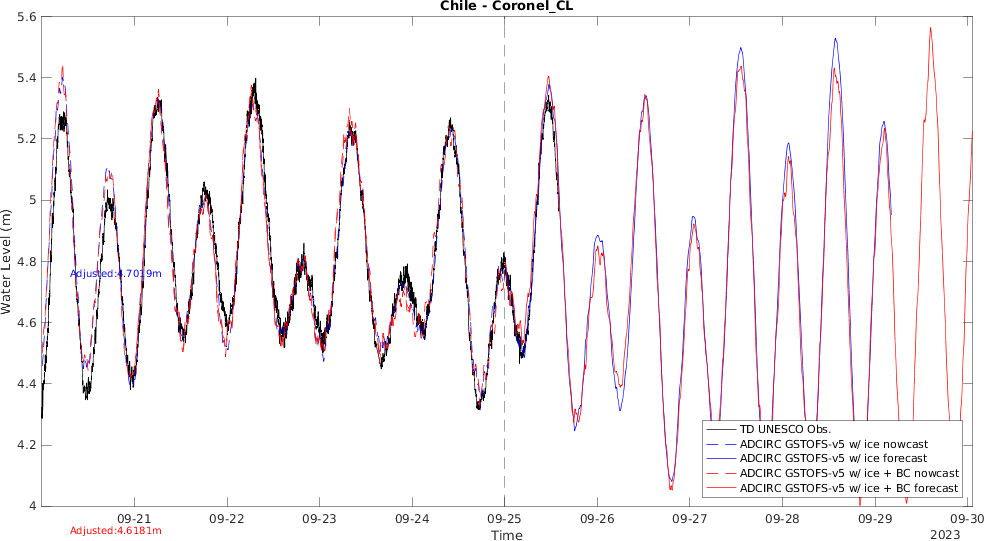 Chile - Coronel_CL
5.6
5.4
5.2
5
4.8
4.6
4.4
4.2
4
Water Level (m)
Adjusted:4.7019m
TD UNESCO Obs.
ADCIRC GSTOFS-v5 w/ ice nowcast
ADCIRC GSTOFS-v5 w/ ice forecast
ADCIRC GSTOFS-v5 w/ ice + BC nowcast
ADCIRC GSTOFS-v5 w/ ice + BC forecast
09-21 09-22 09-23 09-24 09-25 09-26 09-27 09-28 09-29 09-30
Adjusted:4.6181m
Time
2023